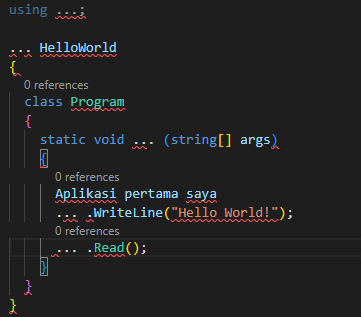 using ...;
... HelloWorld
{
0 references
class Program
{
static void ... (string[] args)
{
0 references
Aplikasi pertama saya
... .WriteLine("Hello World!");
0 references
... .Read();
}
}
}